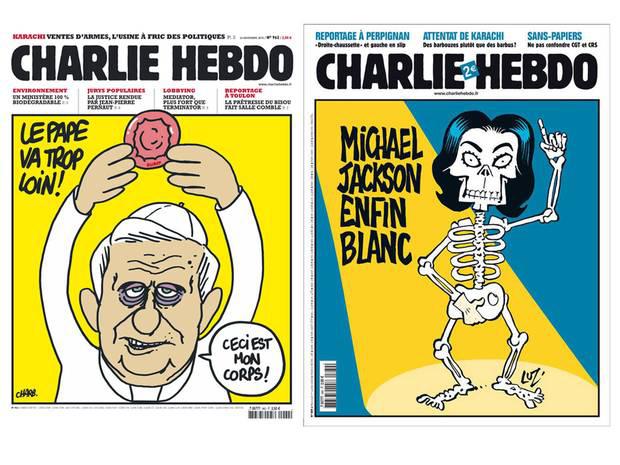 KARACHI VENTES D'ARMES, L'USINE À FRIC DES POLITIQUES P. 3
CHARLIE HEBDO
ENVIRONNEMENT
UN MINISTÈRE 100 %
BIODÉGRADABLE
JURYS POPULAIRES
LA JUSTICE RENDUE
PAR JEAN-PIERRE
PERNAUT
LOBBYING
MEDIATOR,
PLUS FORT QUE
TERMINATOR
REPORTAGE
À TOULON
LA PRÊTRESSE DU BISOU
FAIT SALLE COMBLE
LE PAPE
VA TROP
LOIN!
CECI EST
MON
CORPS!
CHARB.
REPORTAGE À PERPIGNAN
«Droite-chaussette» et gauche en slip
ATTENTAT DE KARACHI
Des barbouzes plutôt que des barbus?
SANS-PAPIERS
Ne pas confondre CGT et CRS
CHARLIE HEBDO
2€
www.charliehebdo.fr
MICHAEL
JACKSON
ENFIN
BLANC
LUZ